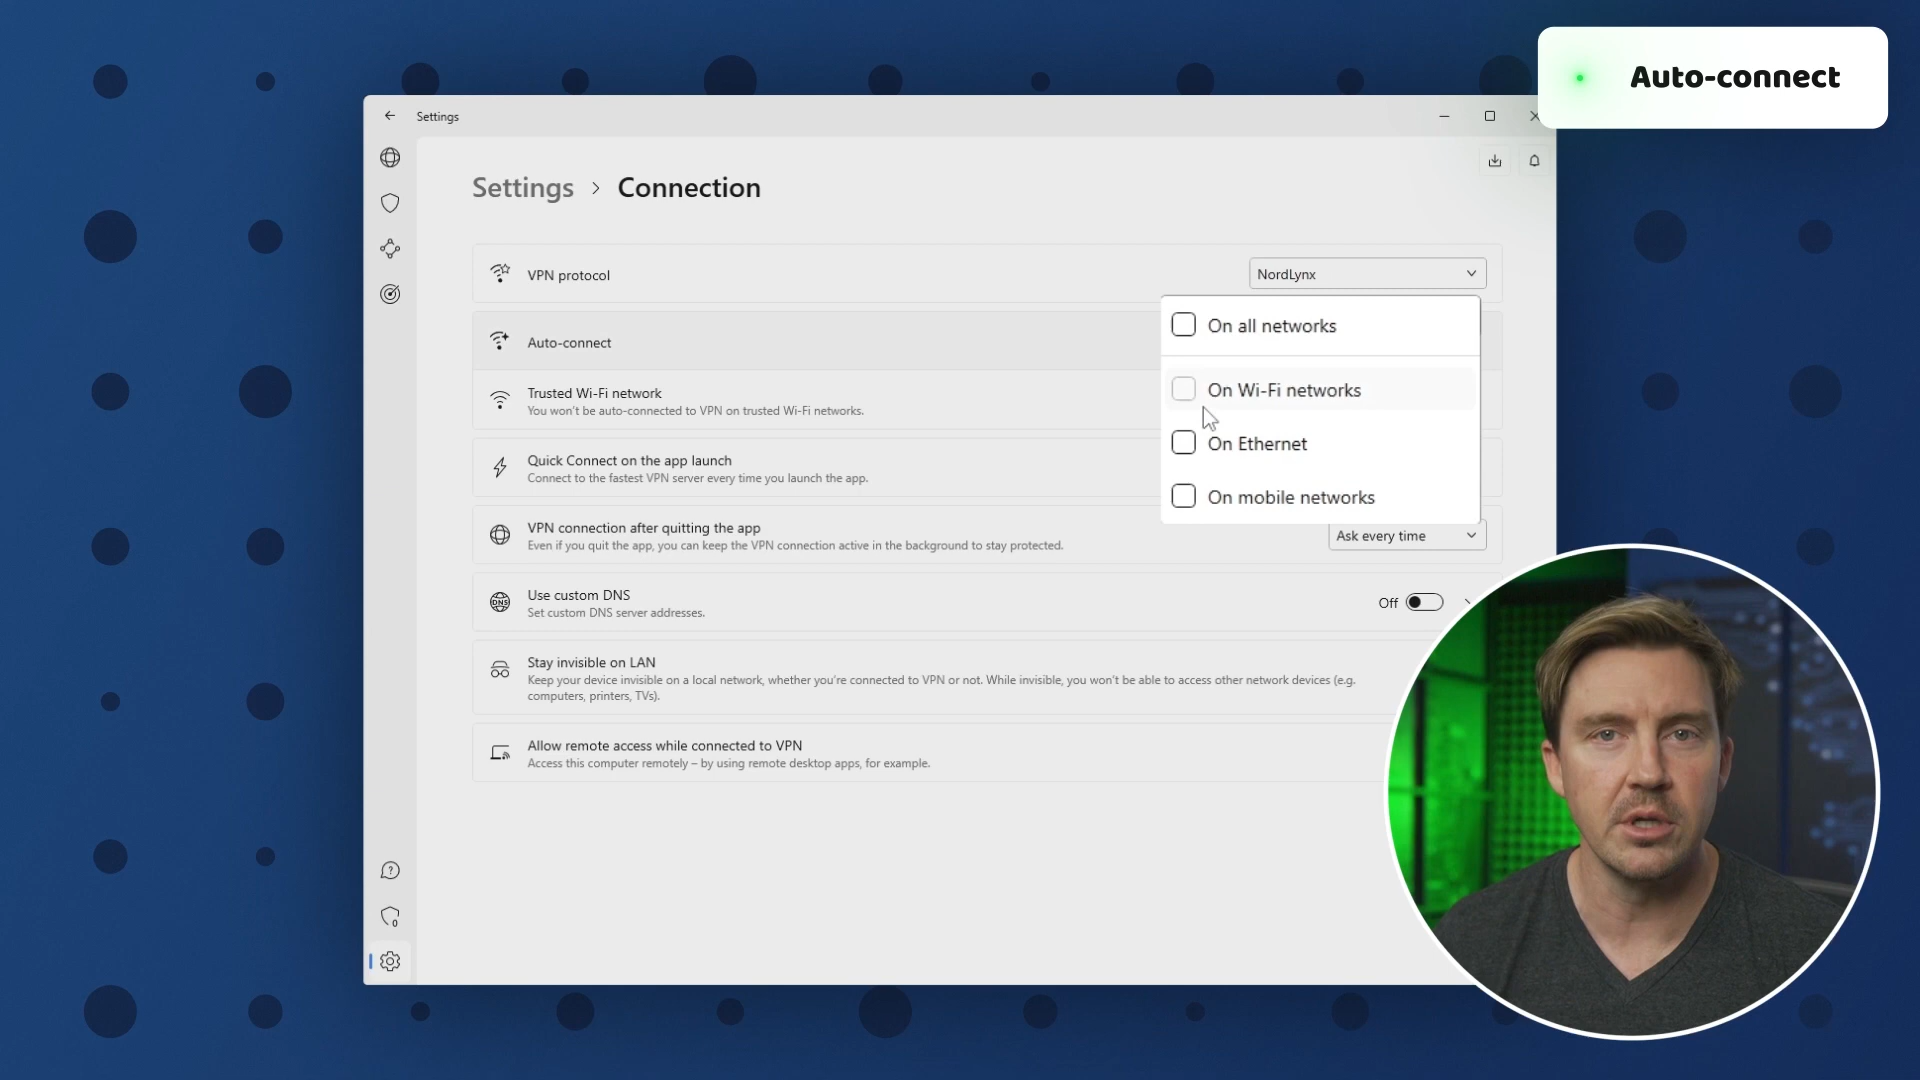 Auto-connect
Settings
Settings > Connection
VPN protocol
NordLynx
Auto-connect
On all networks
On Wi-Fi networks
On Ethernet
On mobile networks
Trusted Wi-Fi network
You won't be auto-connected to VPN on trusted Wi-Fi networks.
Quick Connect on the app launch
Connect to the fastest VPN server every time you launch the app.
VPN connection after quitting the app
Even if you quit the app, you can keep the VPN connection active in the background to stay protected.
Ask every time
Use custom DNS
Set custom DNS server addresses.
DNS
Off
Stay invisible on LAN
Keep your device invisible on a local network, whether you're connected to VPN or not. While invisible, you won't be able to access other network devices (e.g.
computers, printers, TVs).
Allow remote access while connected to VPN
Access this computer remotely – by using remote desktop apps, for example.